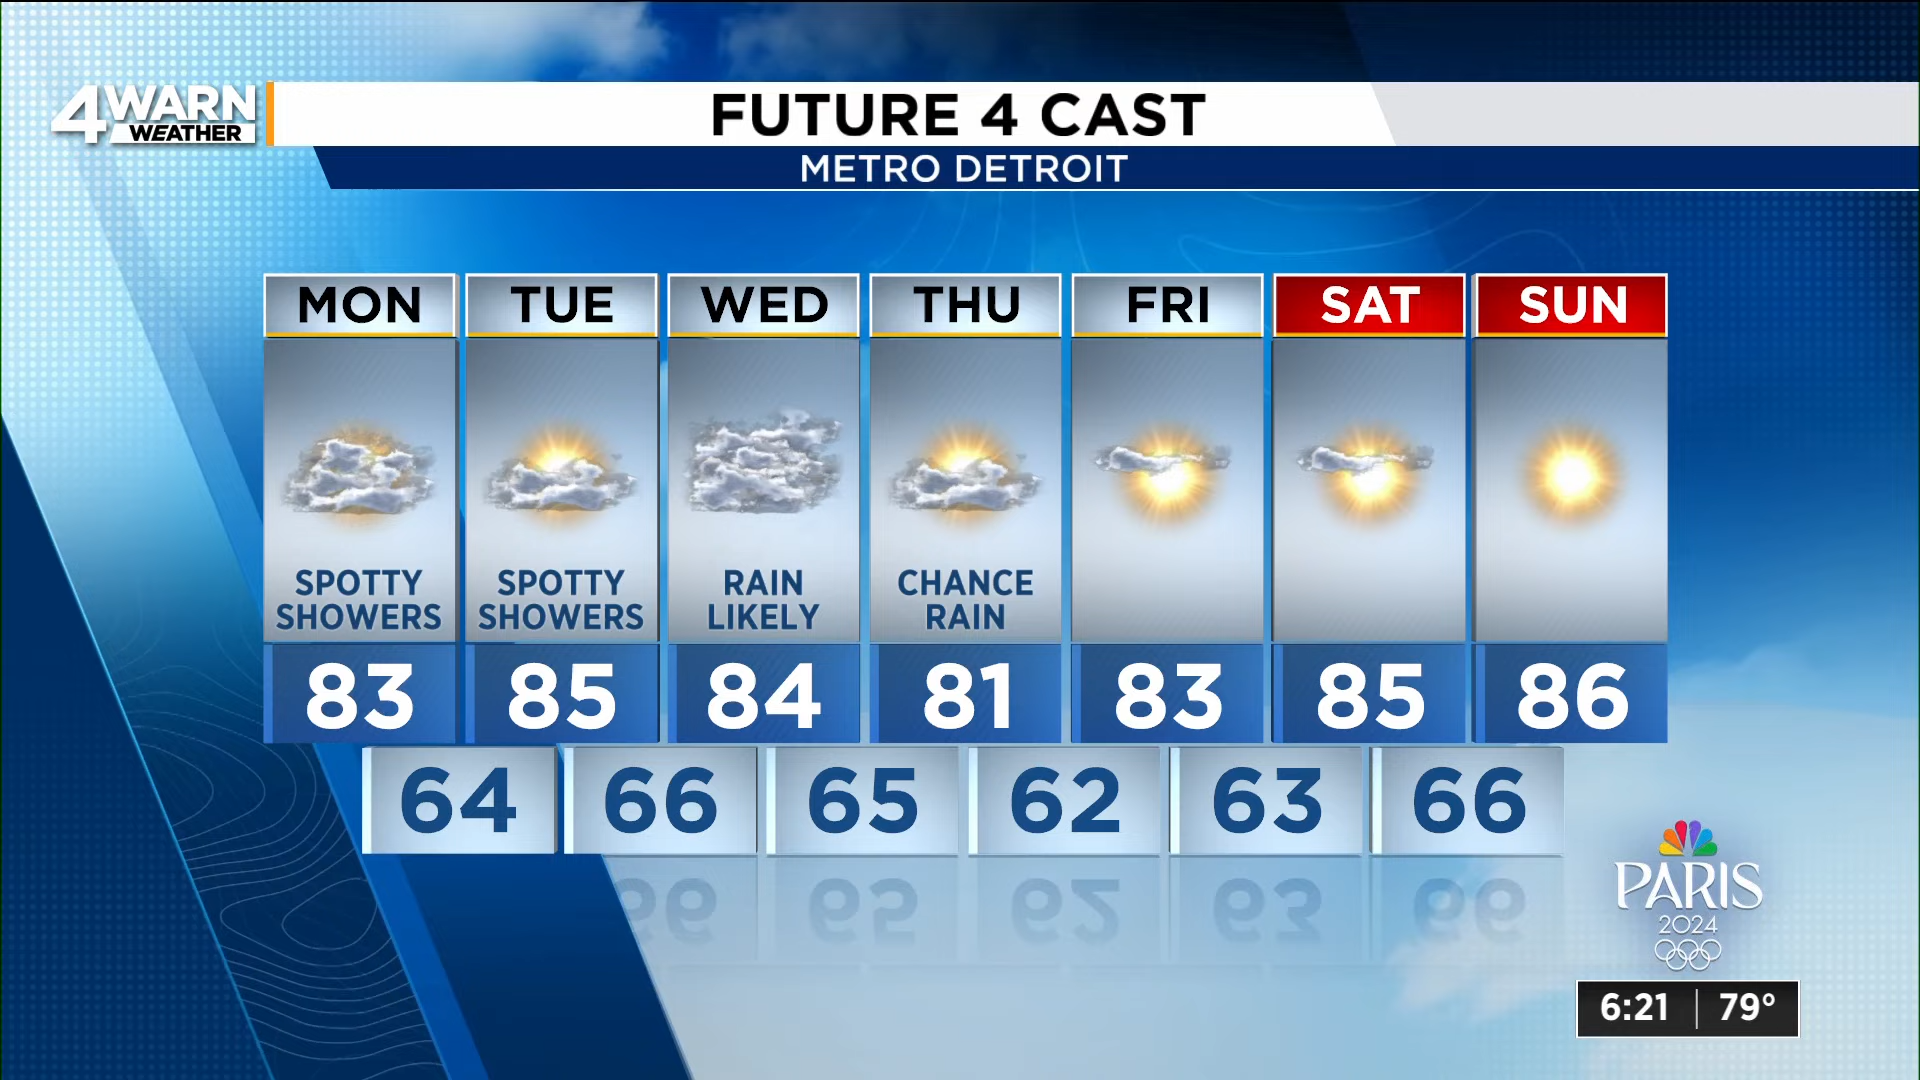 4WARN
WEATHER
FUTURE 4 CAST
METRO DETROIT
MON TUE WED THU FRI SAT SUN
SPOTTY SHOWERS
SPOTTY SHOWERS
RAIN LIKELY
CHANCE RAIN
83 85 84 81 83 85 86
64 66 65 62 63 66
PARIS
2024
6:21 79°